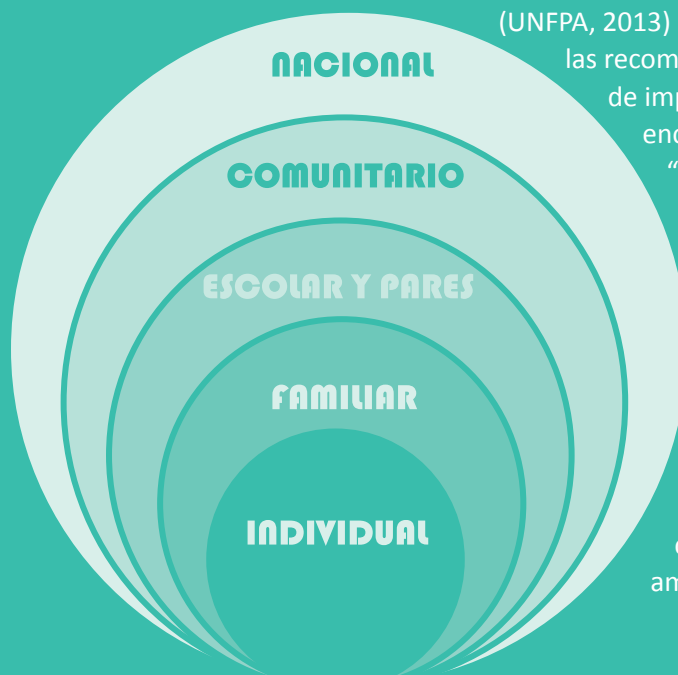 (UNFPA, 2013)
las recom
de imp
enc
“
NACIONAL
COMUNITARIO
ESCOLAR Y PARES
FAMILIAR
INDIVIDUAL
am